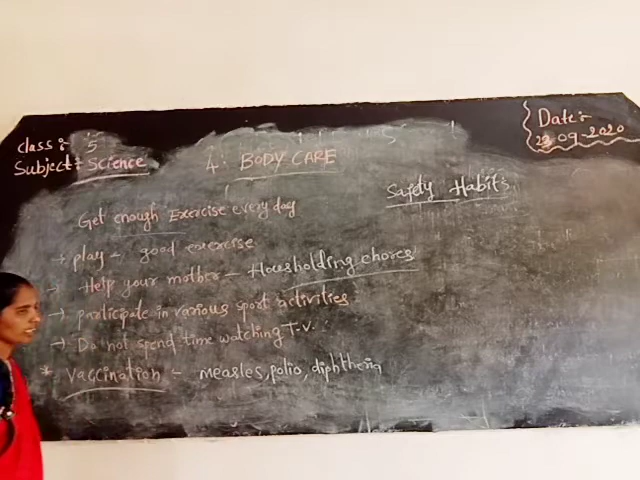 class: 5
Subject: Science
Date:-
23-09-2020
4. BODY CARE
Safety Habits
Get enough Exercise every day
→ play - good exercise
→ Help your mother - Housholding chores
→ participate in various sport activities
→ Do not spend time watching T.V.
* Vaccination - measles, polio, diphtheria